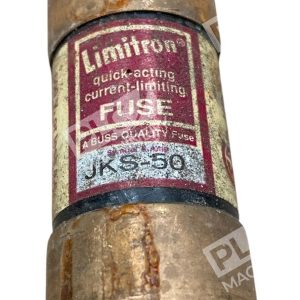 Limitron®
quick-acting
current-limiting
FUSE
A BUSS QUALITY Fuse
JKS-50